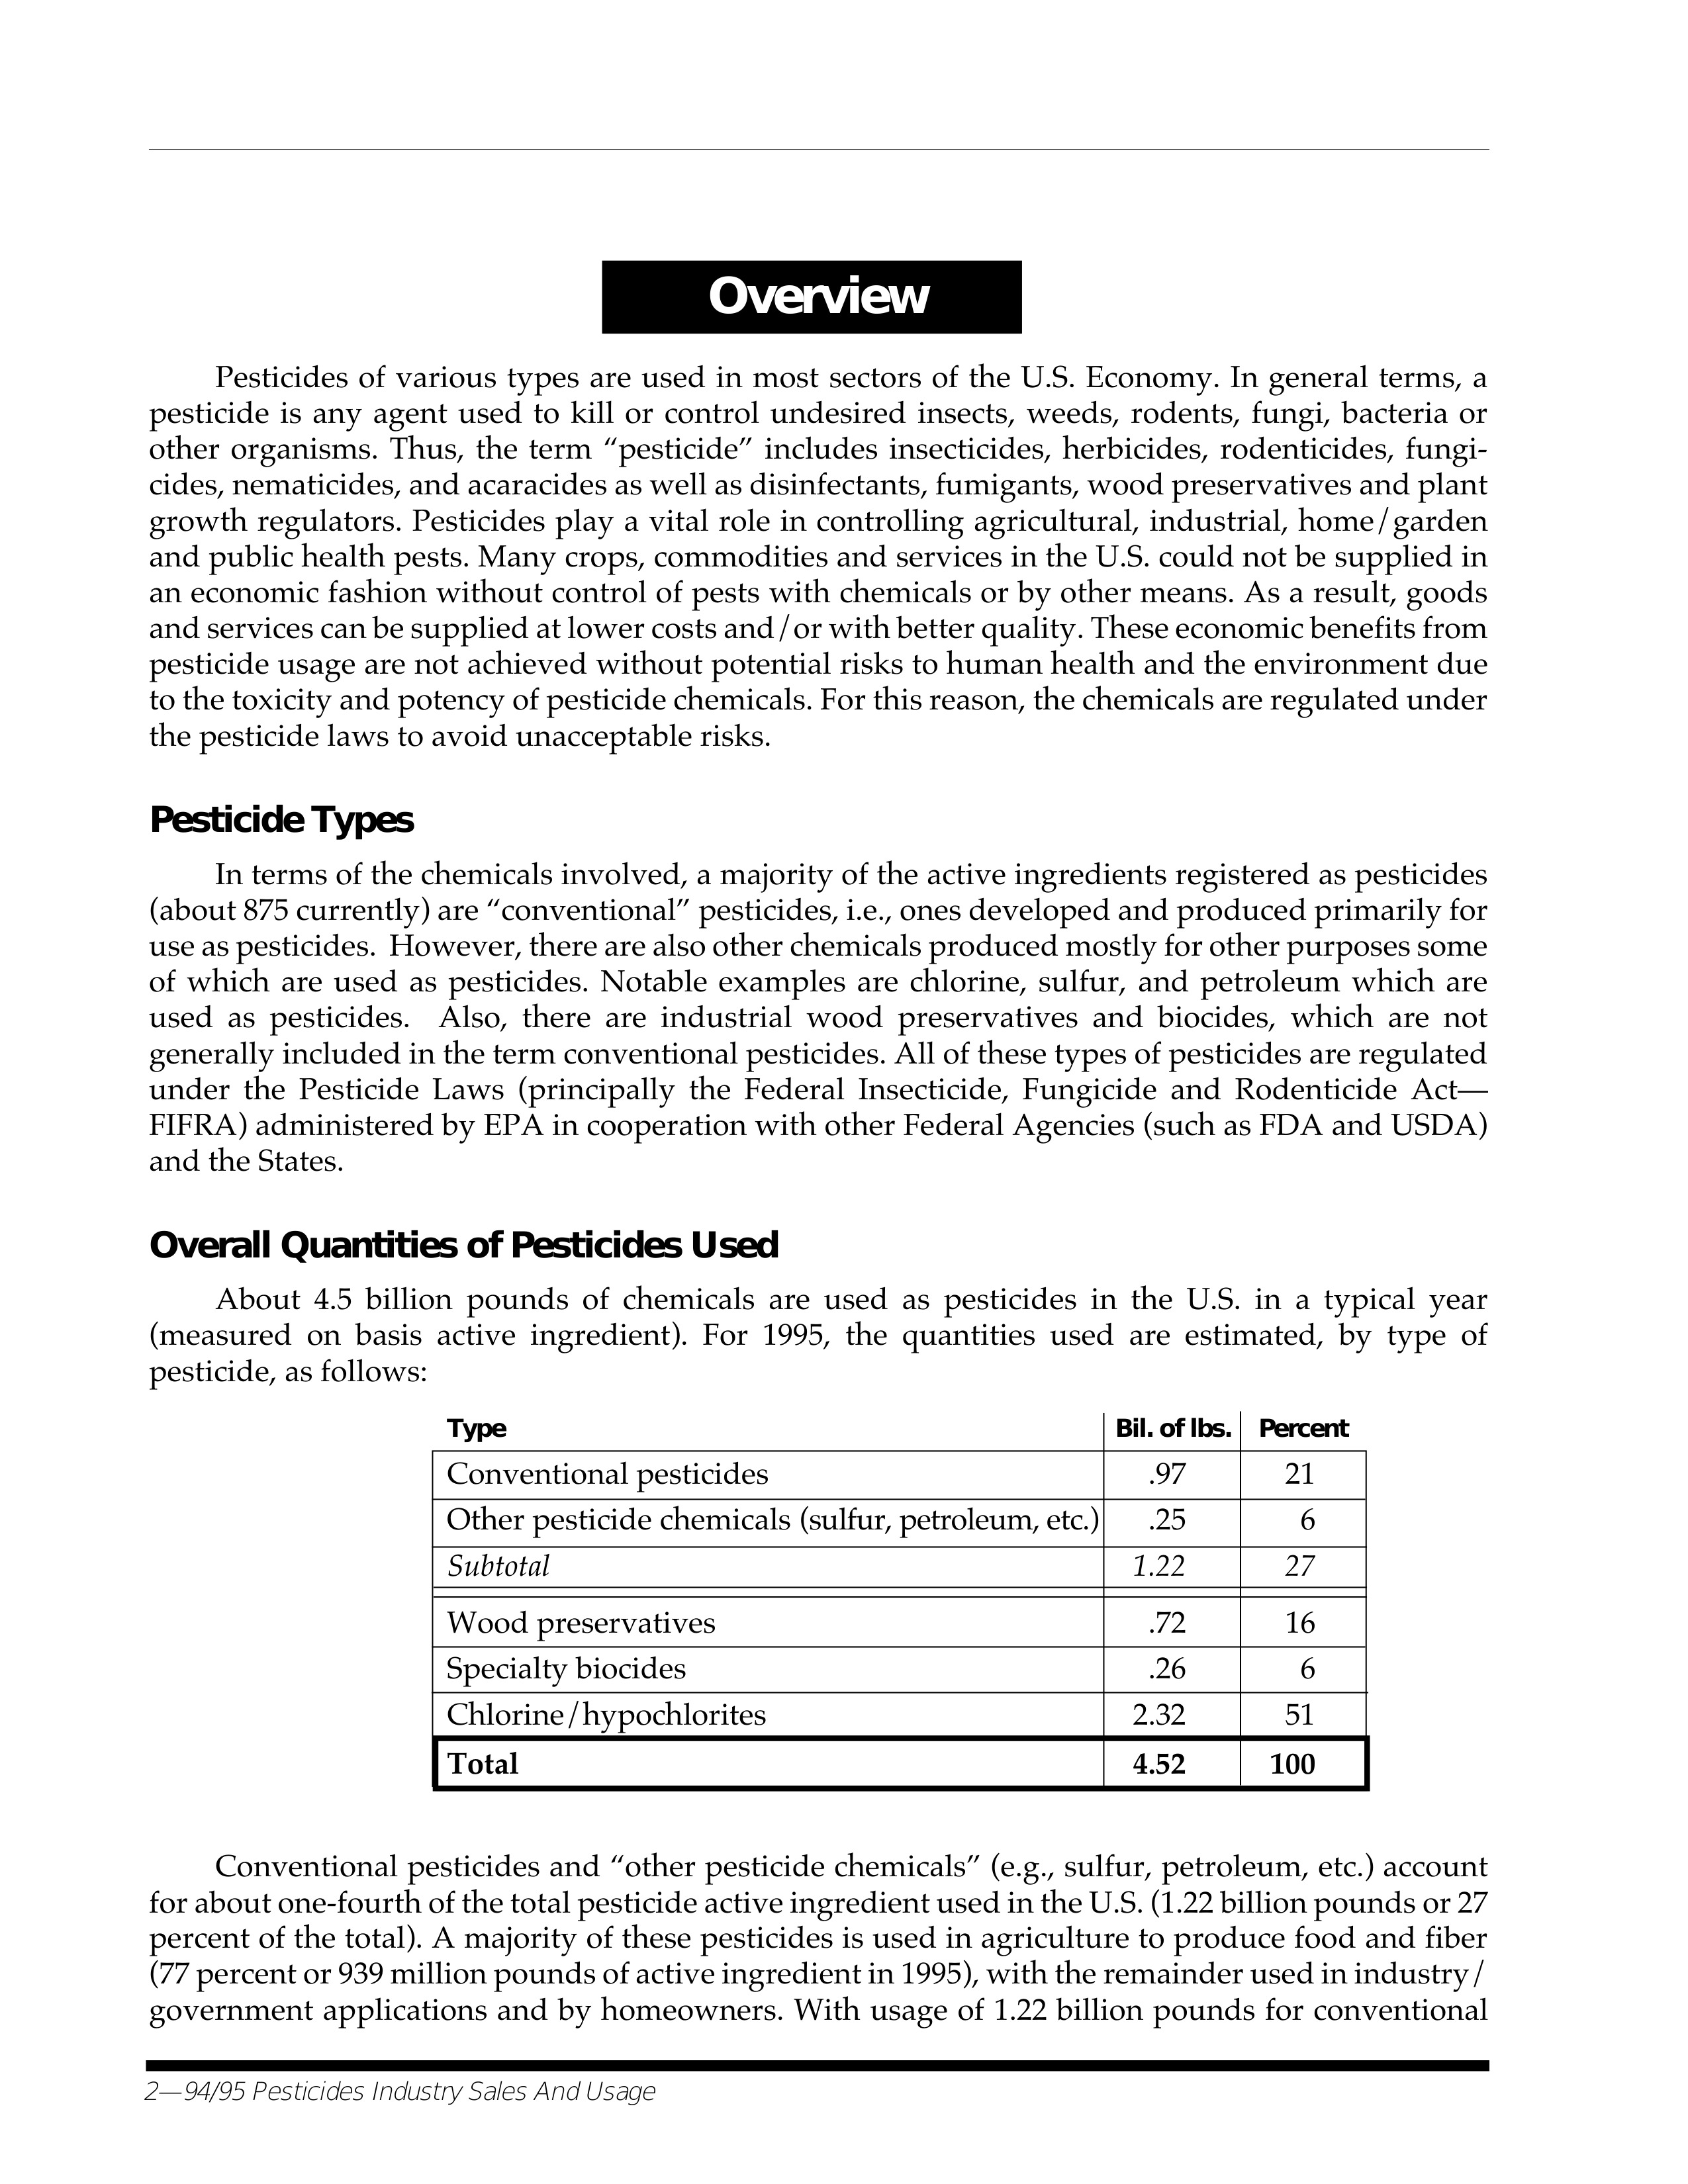 Overview
Pesticides of various types are used in most sectors of the U.S. Economy. In general terms, a
pesticide is any agent used to kill or control undesired insects, weeds, rodents, fungi, bacteria or
other organisms. Thus, the term “pesticide” includes insecticides, herbicides, rodenticides, fungi-
cides, nematicides, and acaracides as well as disinfectants, fumigants, wood preservatives and plant
growth regulators. Pesticides play a vital role in controlling agricultural, industrial, home/garden
and public health pests. Many crops, commodities and services in the U.S. could not be supplied in
an economic fashion without control of pests with chemicals or by other means. As a result, goods
and services can be supplied at lower costs and/or with better quality. These economic benefits from
pesticide usage are not achieved without potential risks to human health and the environment due
to the toxicity and potency of pesticide chemicals. For this reason, the chemicals are regulated under
the pesticide laws to avoid unacceptable risks.
Pesticide Types
In terms of the chemicals involved, a majority of the active ingredients registered as pesticides
(about 875 currently) are “conventional” pesticides, i.e., ones developed and produced primarily for
use as pesticides. However, there are also other chemicals produced mostly for other purposes some
of which are used as pesticides. Notable examples are chlorine, sulfur, and petroleum which are
used as pesticides. Also, there are industrial wood preservatives and biocides, which are not
generally included in the term conventional pesticides. All of these types of pesticides are regulated
under the Pesticide Laws (principally the Federal Insecticide, Fungicide and Rodenticide Act—
FIFRA) administered by EPA in cooperation with other Federal Agencies (such as FDA and USDA)
and the States.
Overall Quantities of Pesticides Used
About 4.5 billion pounds of chemicals are used as pesticides in the U.S. in a typical year
(measured on basis active ingredient). For 1995, the quantities used are estimated, by type of
pesticide, as follows:
Type Bil. of lbs. Percent
Conventional pesticides .97 21
Other pesticide chemicals (sulfur, petroleum, etc.) .25 6
Subtotal 1.22 27
Wood preservatives .72 16
Specialty biocides .26 6
Chlorine/hypochlorites 2.32 51
Total 4.52 100
Conventional pesticides and “other pesticide chemicals” (e.g., sulfur, petroleum, etc.) account
for about one-fourth of the total pesticide active ingredient used in the U.S. (1.22 billion pounds or 27
percent of the total). A majority of these pesticides is used in agriculture to produce food and fiber
(77 percent or 939 million pounds of active ingredient in 1995), with the remainder used in industry/
government applications and by homeowners. With usage of 1.22 billion pounds for conventional
2—94/95 Pesticides Industry Sales And Usage